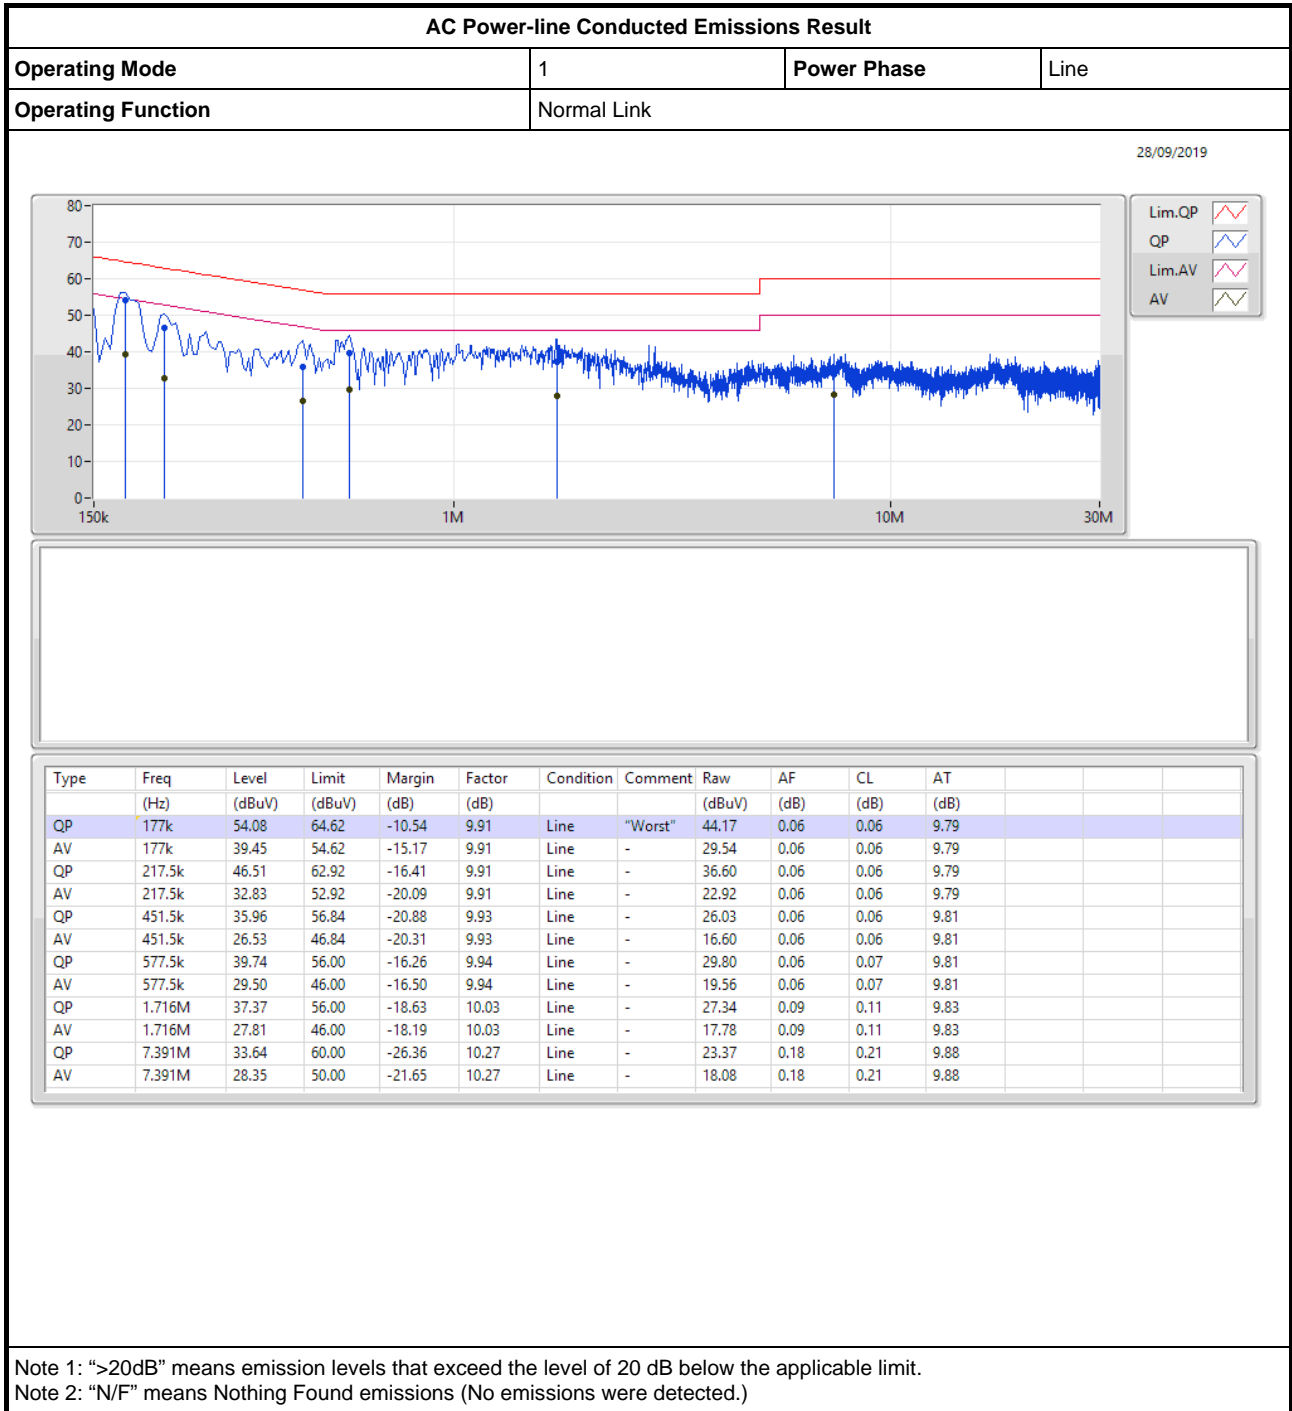 AC Power-line Conducted Emissions Result
Operating Mode 1 Power Phase Line
Operating Function Normal Link
28/09/2019
80
70
60
50
40
30
20
10
0
150k 1M 10M 30M
Lim.QP
QP
Lim.AV
AV
Type Freq Level Limit Margin Factor Condition Comment Raw AF CL AT
(Hz) (dBuV) (dBuV) (dB) (dB) (dBuV) (dB) (dB) (dB)
QP 177k 54.08 64.62 -10.54 9.91 Line "Worst" 44.17 0.06 0.06 9.79
AV 177k 39.45 54.62 -15.17 9.91 Line - 29.54 0.06 0.06 9.79
QP 217.5k 46.51 62.92 -16.41 9.91 Line - 36.60 0.06 0.06 9.79
AV 217.5k 32.83 52.92 -20.09 9.91 Line - 22.92 0.06 0.06 9.79
QP 451.5k 35.96 56.84 -20.88 9.93 Line - 26.03 0.06 0.06 9.81
AV 451.5k 26.53 46.84 -20.31 9.93 Line - 16.60 0.06 0.06 9.81
QP 577.5k 39.74 56.00 -16.26 9.94 Line - 29.80 0.06 0.07 9.81
AV 577.5k 29.50 46.00 -16.50 9.94 Line - 19.56 0.06 0.07 9.81
QP 1.716M 37.37 56.00 -18.63 10.03 Line - 27.34 0.09 0.11 9.83
AV 1.716M 27.81 46.00 -18.19 10.03 Line - 17.78 0.09 0.11 9.83
QP 7.391M 33.64 60.00 -26.36 10.27 Line - 23.37 0.18 0.21 9.88
AV 7.391M 28.35 50.00 -21.65 10.27 Line - 18.08 0.18 0.21 9.88
Note 1: “>20dB” means emission levels that exceed the level of 20 dB below the applicable limit.
Note 2: “N/F” means Nothing Found emissions (No emissions were detected.)